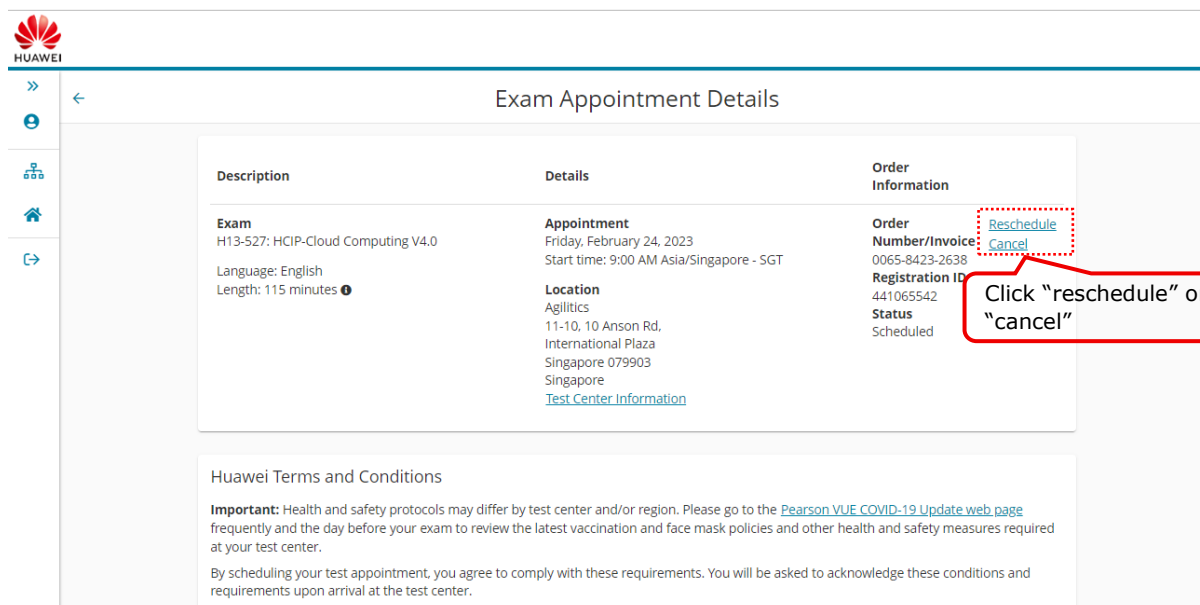 HUAWEI
Exam Appointment Details
Description
Details
Order
Information
Exam
H13-527: HCIP-Cloud Computing V4.0
Language: English
Length: 115 minutes
Appointment
Friday, February 24, 2023
Start time: 9:00 AM Asia/Singapore - SGT
Location
Agilitics
11-10, 10 Anson Rd,
International Plaza
Singapore 079903
Singapore
Test Center Information
Order
Number/Invoice
0065-8423-2638
Registration ID
441065542
Status
Scheduled
Reschedule
Cancel
Click “reschedule” o
“cancel”
Huawei Terms and Conditions
Important: Health and safety protocols may differ by test center and/or region. Please go to the Pearson VUE COVID-19 Update web page
frequently and the day before your exam to review the latest vaccination and face mask policies and other health and safety measures required
at your test center.
By scheduling your test appointment, you agree to comply with these requirements. You will be asked to acknowledge these conditions and
requirements upon arrival at the test center.